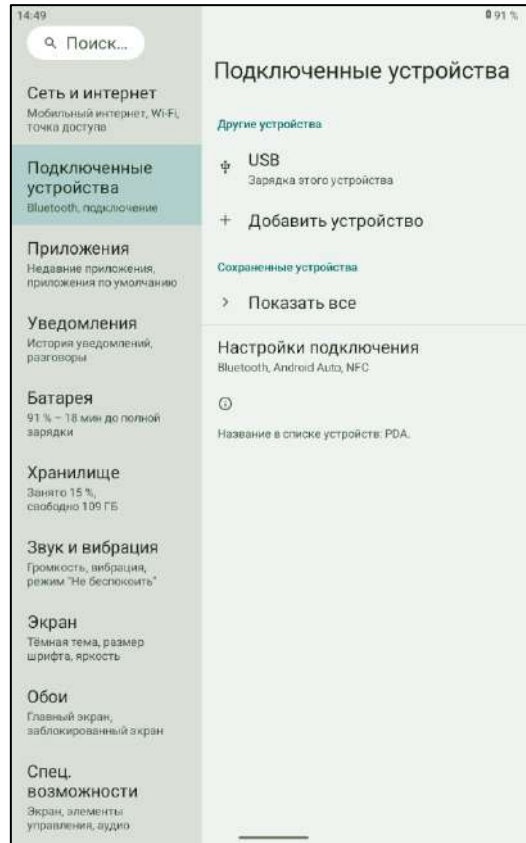 14:49
91 %
Поиск...
Сеть и интернет
Мобильный интернет, Wi-Fi,
точка доступа
Подключенные
устройства
Bluetooth, подключение
Приложения
Недавние приложения,
приложения по умолчанию
Уведомления
История уведомлений,
разговоры
Батарея
91 % – 18 мин до полной
зарядки
Хранилище
Занято 15 %,
свободно 109 ГБ
Звук и вибрация
Громкость, вибрация,
режим "Не беспокоить"
Экран
Тёмная тема, размер
шрифта, яркость
Обои
Главный экран,
заблокированный экран
Спец.
возможности
Экран, элементы
управления, аудио
Подключенные устройства
Другие устройства
USB
Зарядка этого устройства
Добавить устройство
Сохраненные устройства
Показать все
Настройки подключения
Bluetooth, Android Auto, NFC
Название в списке устройств: PDA.